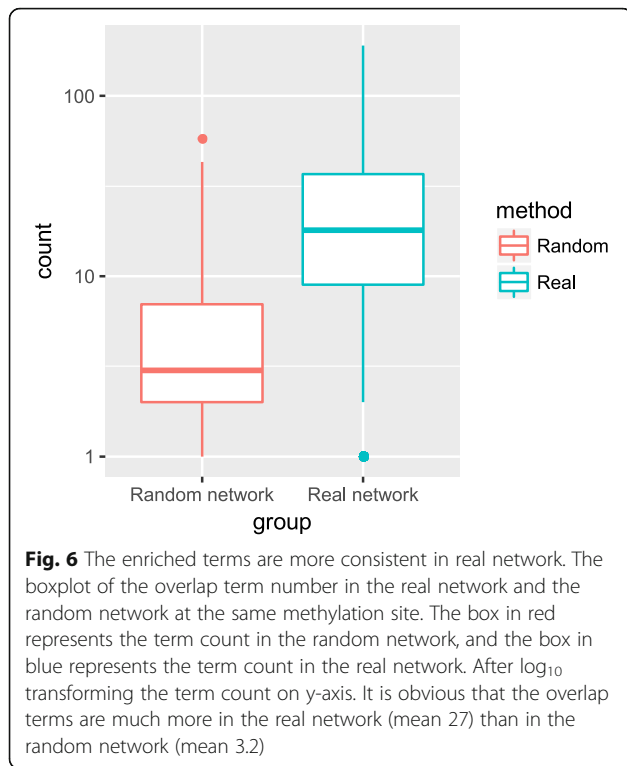 100
10
1
count
Random network
Real network
group
method
Random
Real
Fig. 6 The enriched terms are more consistent in real network. The
boxplot of the overlap term number in the real network and the
random network at the same methylation site. The box in red
represents the term count in the random network, and the box in
blue represents the term count in the real network. After log10
transforming the term count on y-axis. It is obvious that the overlap
terms are much more in the real network (mean 27) than in the
random network (mean 3.2)